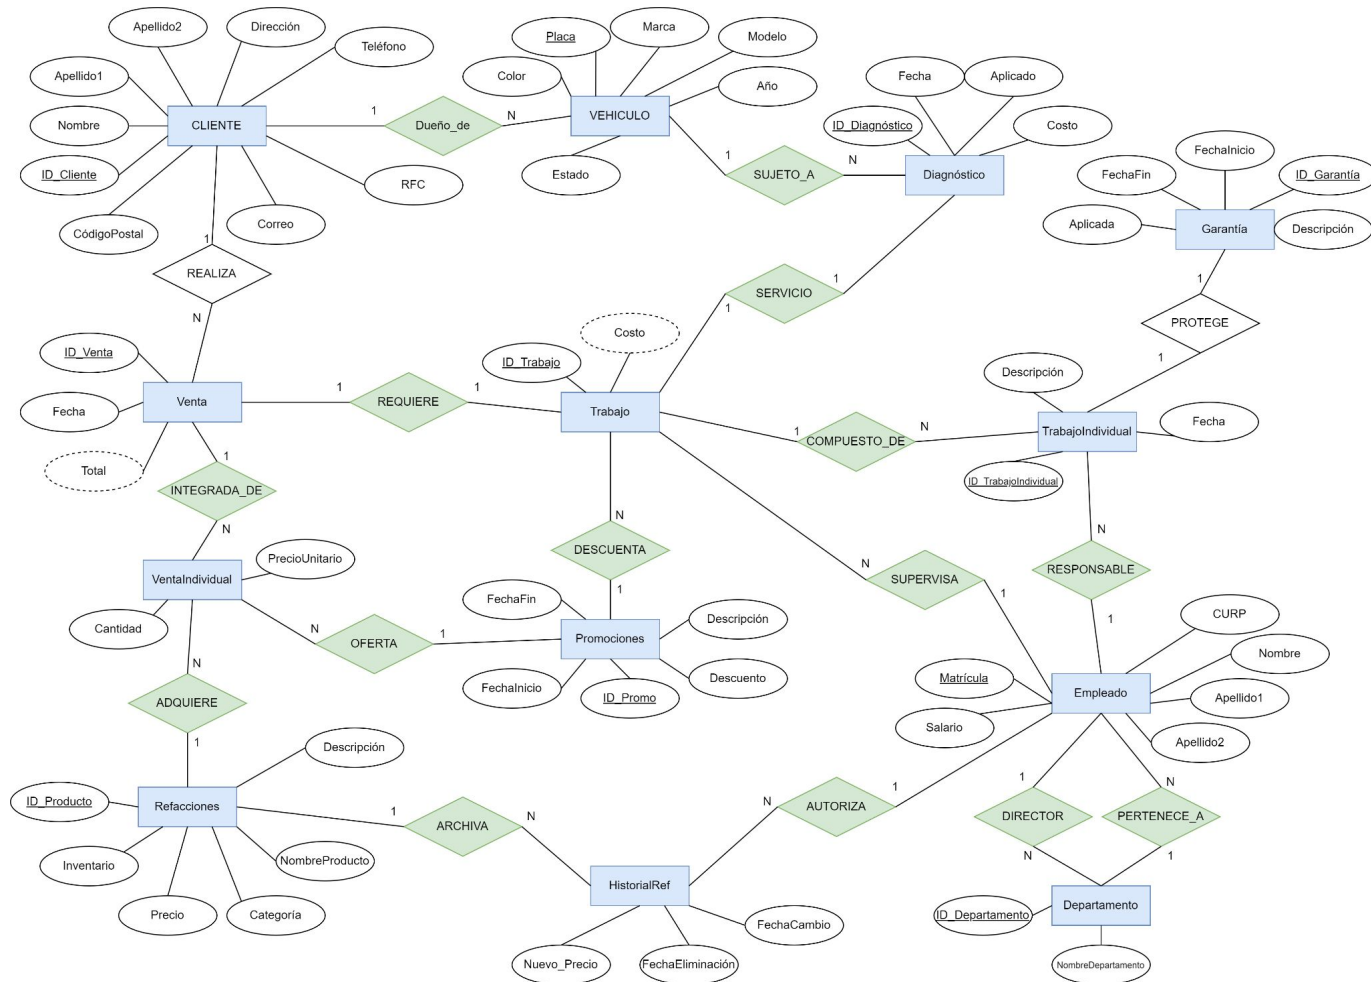 Apellido2
Dirección
Teléfono
Apellido1
Nombre
ID_Cliente
CLIENTE
CódigoPostal
Correo
RFC
1
Dueño_de
N
Color
Placa
Marca
Modelo
Año
VEHICULO
Estado
1
SUJETO_A
N
Fecha
Aplicado
ID_Diagnóstico
Costo
Diagnóstico
FechaInicio
FechaFin
ID_Garantía
Aplicada
Garantía
Descripción
1
REALIZA
N
1
SERVICIO
1
1
PROTEGE
1
ID_Venta
Fecha
Venta
Total
1
REQUIERE
1
Costo
ID_Trabajo
Trabajo
1
COMPUESTO_DE
N
Descripción
TrabajoIndividual
Fecha
ID_TrabajoIndividual
1
INTEGRADA_DE
N
N
DESCUENTA
1
N
SUPERVISA
1
N
RESPONSABLE
1
PrecioUnitario
VentaIndividual
Cantidad
N
OFERTA
1
FechaFin
Descripción
Promociones
FechaInicio
Descuento
ID_Promo
CURP
Nombre
Matrícula
Empleado
Apellido1
Salario
Apellido2
N
ADQUIERE
1
Descripción
ID_Producto
Refacciones
Inventario
NombreProducto
Precio
Categoría
1
ARCHIVA
N
N
AUTORIZA
1
1
DIRECTOR
N
N
PERTENECE_A
1
HistorialRef
FechaCambio
Nuevo_Precio
FechaEliminación
ID_Departamento
Departamento
NombreDepartamento